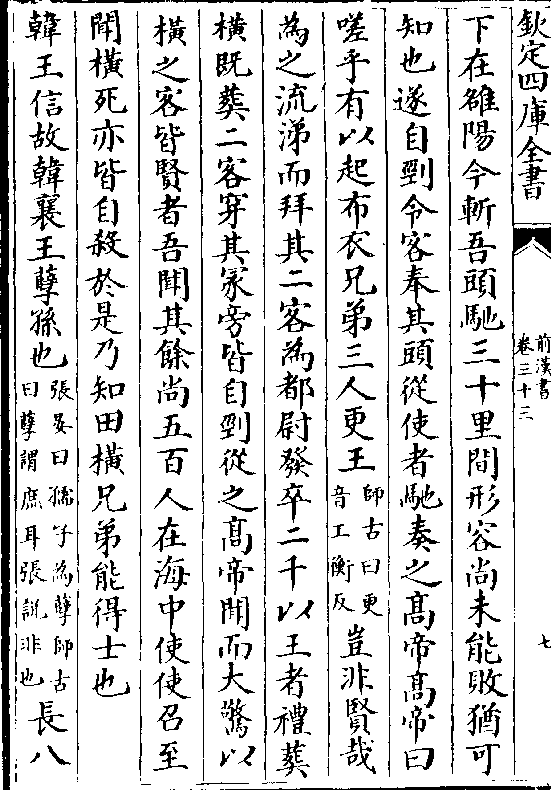 欽定四庫全書
前漢書
卷三十三
七
下在雒陽今斬吾頭馳三十里間形容尚未能敗猶可
知也遂自剄令客奉其頭從使者馳奏之髙帝髙帝曰
嗟乎有以起布衣兄弟三人更王師古曰更音工衡反豈非賢哉
為之流涕而拜其二客為都尉發卒二千以王者禮葬
横既葬二客穿其冢旁皆自剄從之髙帝聞而大驚以
横之客皆賢者吾聞其餘尚五百人在海中使使召至
聞横死亦皆自殺於是乃知田横兄弟能得士也
韓王信故韓襄王孽孫也張晏曰孺子為孽師古曰孽謂庶耳張説非也長八